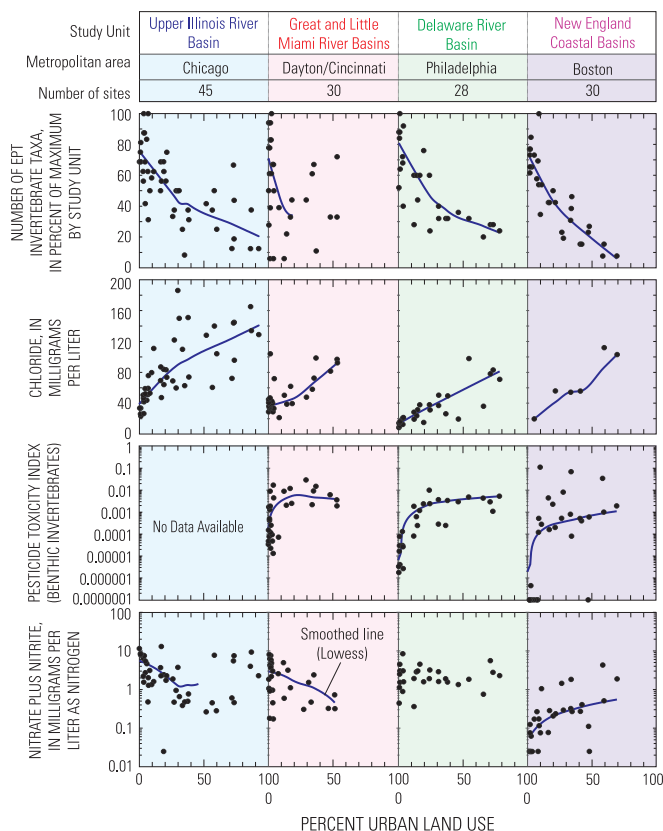 Study Unit
Upper Illinois River
Basin
Great and Little
Miami River Basins
Delaware River
Basin
New England
Coastal Basins
Metropolitan area
Chicago
Dayton/Cincinnati
Philadelphia
Boston
Number of sites
45
30
28
30
NUMBER OF EPT
INVERTEBRATE TAXA,
IN PERCENT OF MAXIMUM
BY STUDY UNIT
100
80
60
40
20
0
CHLORIDE, IN
MILLIGRAMS
PER LITER
200
160
120
80
40
0
PESTICIDE TOXICITY INDEX
(BENTHIC INVERTEBRATES)
1
0.1
0.01
0.001
0.0001
0.00001
0.0000001
0.0000001
No Data Available
NITRATE PLUS NITRITE,
IN MILLIGRAMS PER
LITER AS NITROGEN
100
10
1
0.1
0.01
Smoothed line
(Lowess)
0 50 100 50 100 50 100 50 100
0 0 0
PERCENT URBAN LAND USE